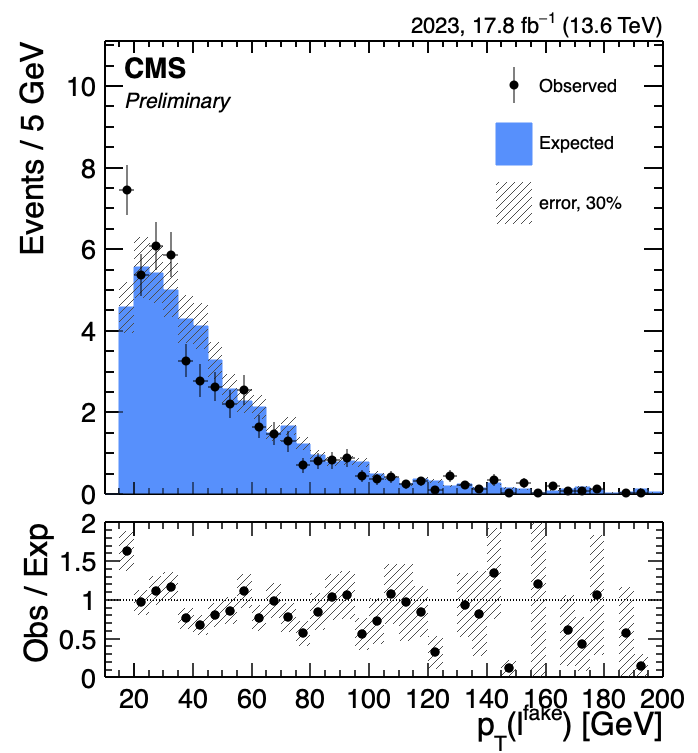 2023, 17.8 fb⁻¹ (13.6 TeV)
CMS
Preliminary
Observed
Expected
error, 30%
Events / 5 GeV
10
8
6
4
2
0
Obs / Exp
2
1.5
1
0.5
0
20 40 60 80 100 120 140 160 180 200
p_T(l^fake) [GeV]